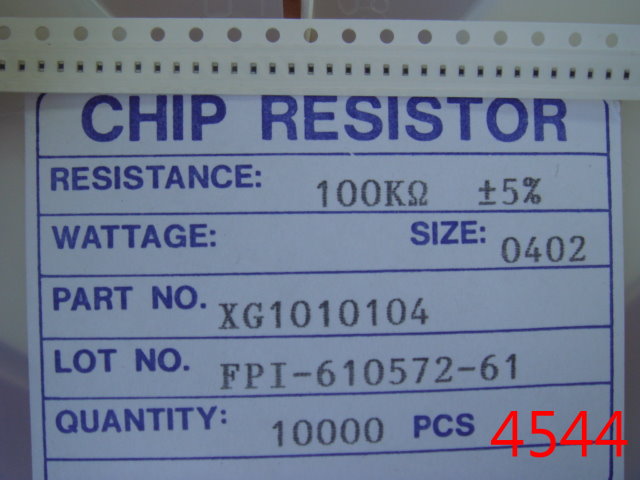 CHIP RESISTOR
RESISTANCE: 100KΩ ±5%
WATTAGE: SIZE: 0402
PART NO. XG1010104
LOT NO. FPI-610572-61
QUANTITY: 10000 PCS 4544